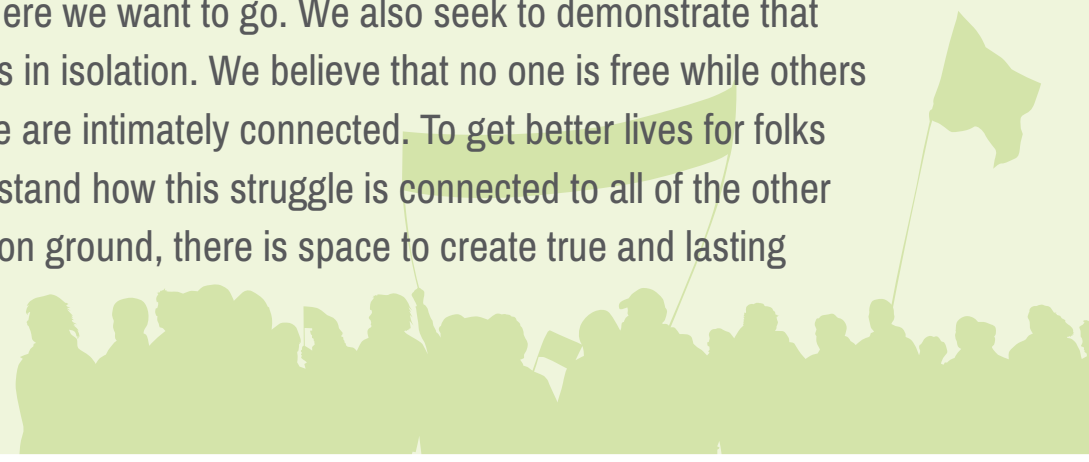 ere we want to go. We also seek to demonstrate that
s in isolation. We believe that no one is free while others
e are intimately connected. To get better lives for folks
stand how this struggle is connected to all of the other
on ground, there is space to create true and lasting